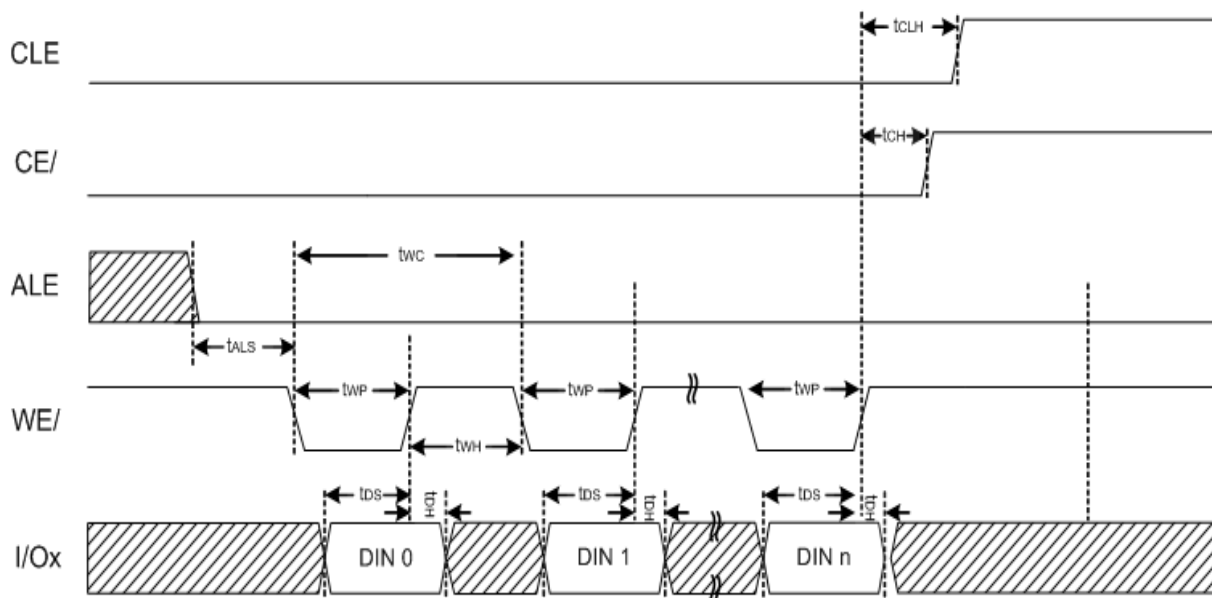 CLE
tCLH
CE/
tCH
ALE
tWC
tALS
WE/
tWP
tWP
tWP
tWH
tDS
tDH
tDS
tDH
tDS
tDH
I/Ox
DIN 0
DIN 1
DIN n